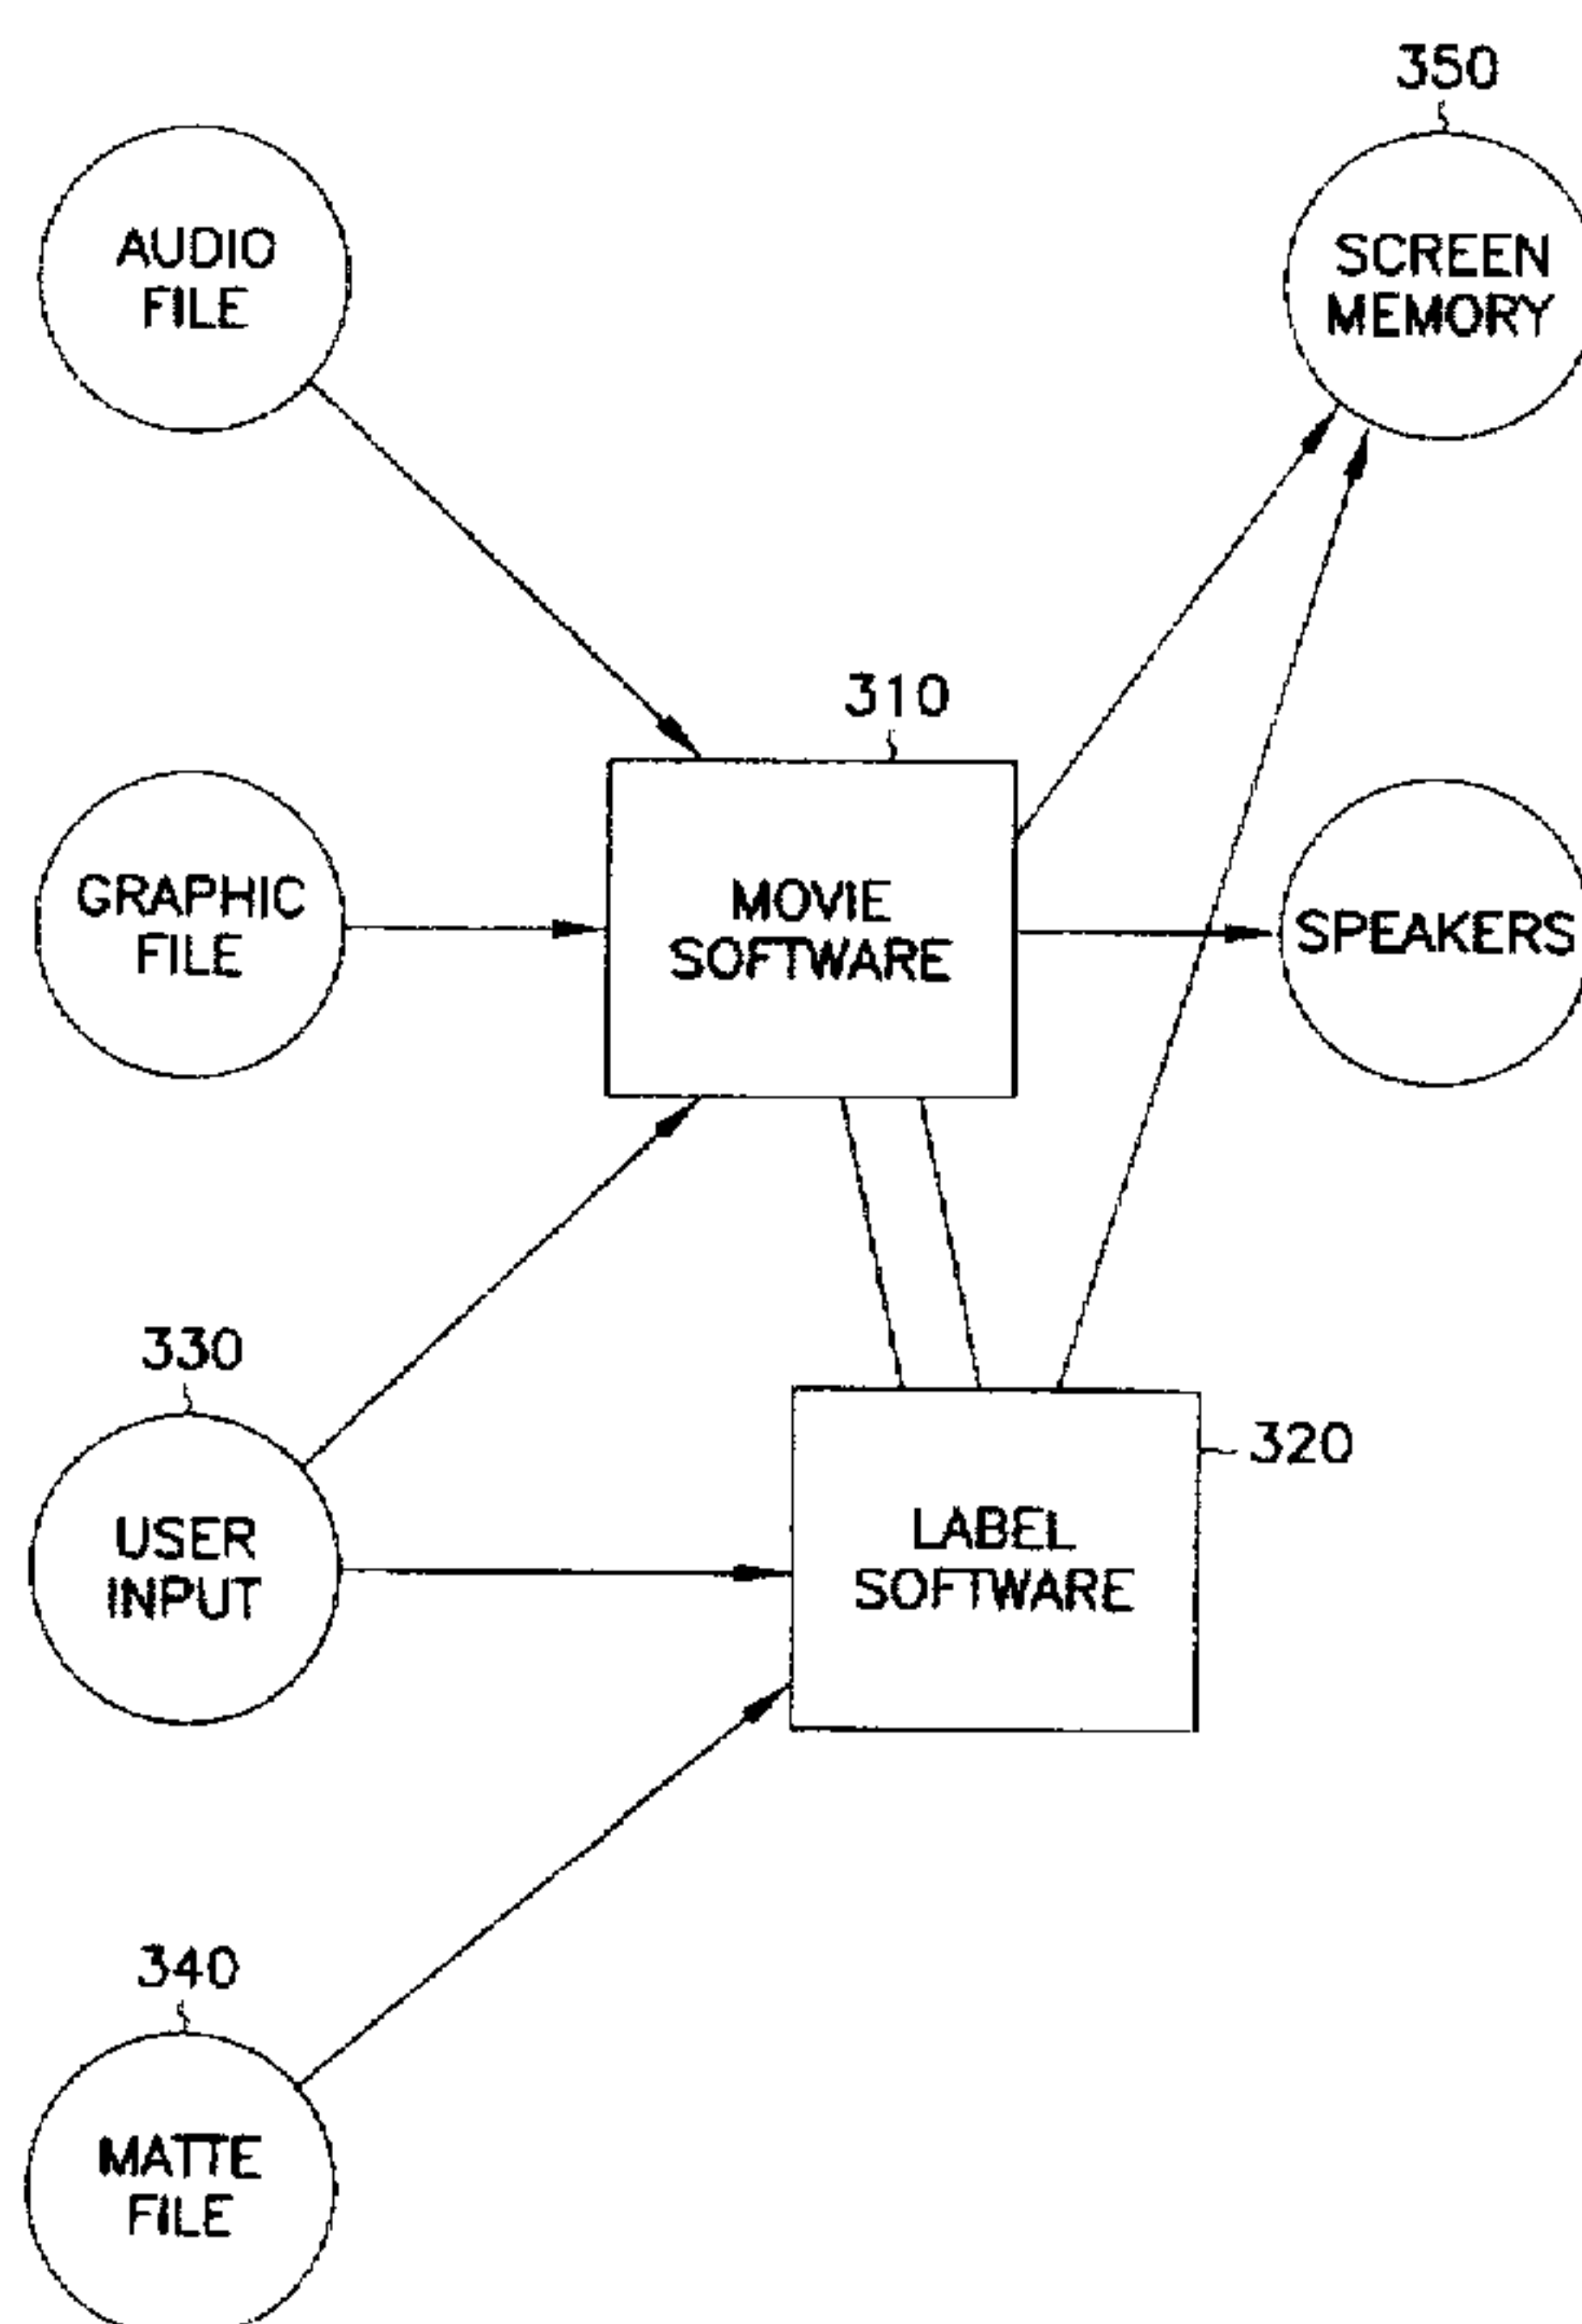 350
AUDIO
FILE
SCREEN
MEMORY
310
GRAPHIC
FILE
MOVIE
SOFTWARE
SPEAKERS
330
USER
INPUT
320
LABEL
SOFTWARE
340
MATTE
FILE